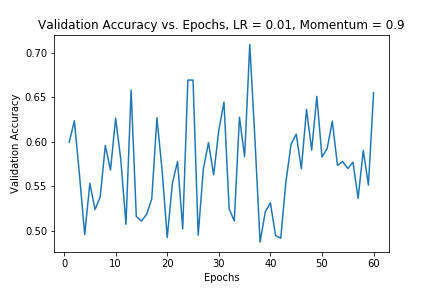 Validation Accuracy vs. Epochs, LR = 0.01, Momentum = 0.9
Validation Accuracy
0.70
0.65
0.60
0.55
0.50
0 10 20 30 40 50 60
Epochs